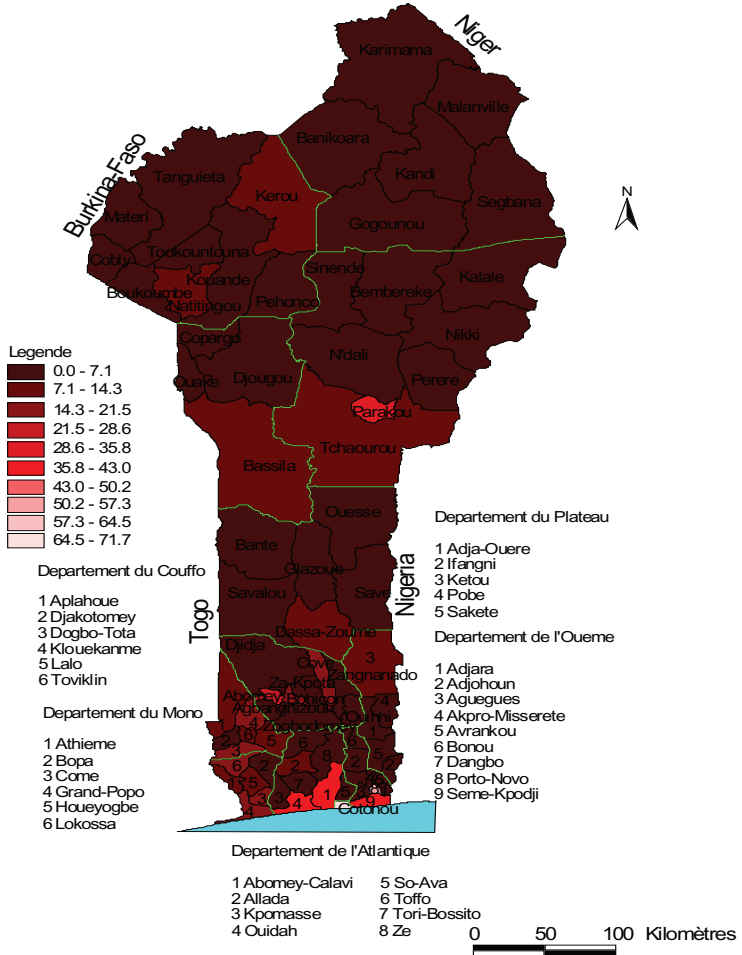 Niger
Karimama
Malanville
Banikoara
Burkina-Faso
Tanguieta
Kandi
Kerou
Segbana
N
Materi
Gogounou
Tookountouna
Cobly
Sinende
Kalale
Kouande
Bembereke
Boukoumbe
Natitingou
Pehonco
Nikki
Copargo
N'dali
Legende
0.0 - 7.1
7.1 - 14.3
14.3 - 21.5
21.5 - 28.6
28.6 - 35.8
35.8 - 43.0
43.0 - 50.2
50.2 - 57.3
57.3 - 64.5
64.5 - 71.7
Ouake
Djougou
Perere
Parakou
Tchaourou
Bassila
Ouesse
Bante
Glazoue
Savalou
Save
Togo
Nigeria
Dassa-Zoume
Djidja
Cove
3
Zangnanado
Za-Kpota
Abomey
Bohicon
Agbangnizoun
Ouinhi
Zogbodomey
Cotonou
Departement du Couffo
1 Aplahoue
2 Djakotomey
3 Dogbo-Tota
4 Klouekanme
5 Lalo
6 Toviklin
Departement du Mono
1 Athieme
2 Bopa
3 Come
4 Grand-Popo
5 Houeyogbe
6 Lokossa
Departement du Plateau
1 Adja-Ouere
2 Ifangni
3 Ketou
4 Pobe
5 Sakete
Departement de l'Oueme
1 Adjara
2 Adjohoun
3 Aguegues
4 Akpro-Misserete
5 Avrankou
6 Bonou
7 Dangbo
8 Porto-Novo
9 Seme-Kpodji
Departement de l'Atlantique
1 Abomey-Calavi
2 Allada
3 Kpomasse
4 Ouidah
5 So-Ava
6 Toffo
7 Tori-Bossito
8 Ze
0 50 100 Kilomètres